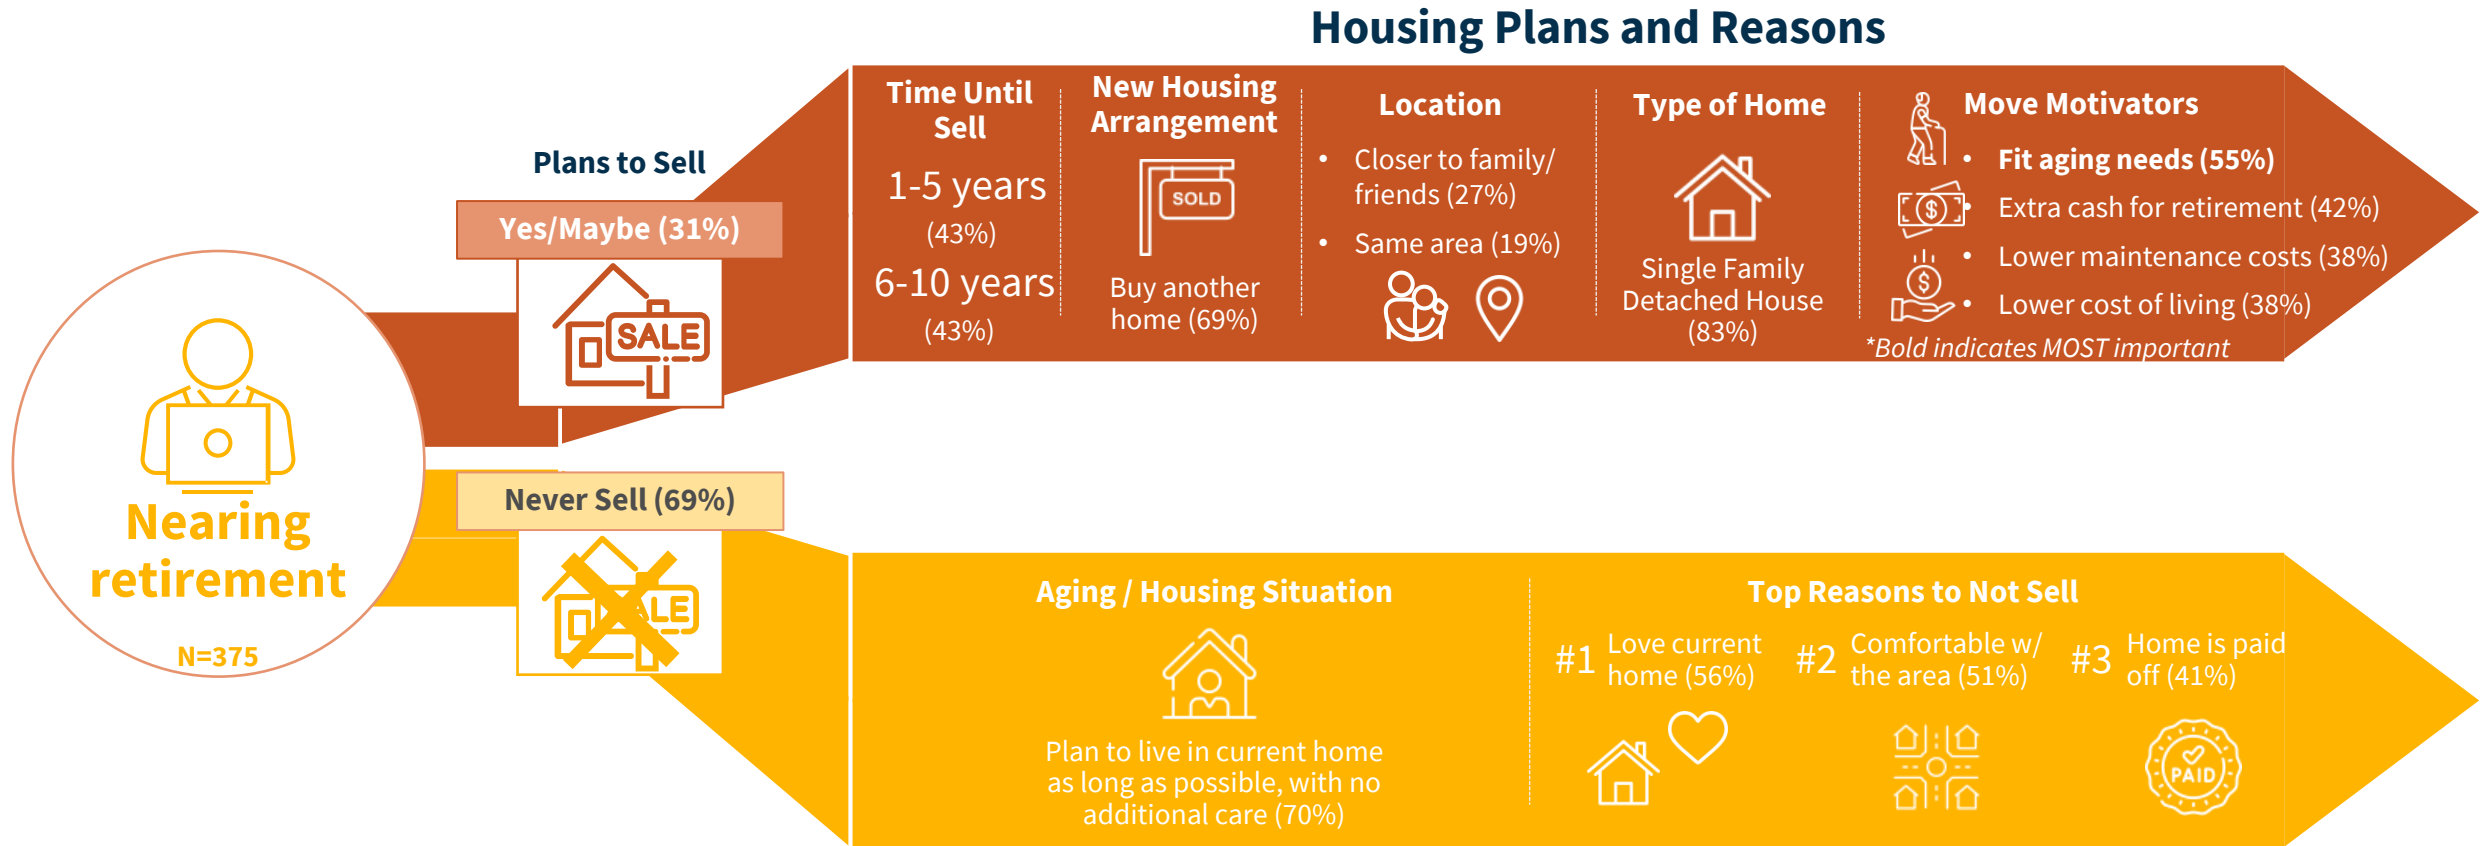 Housing Plans and Reasons
Nearing
retirement
N=375
Plans to Sell
Yes/Maybe (31%)
SALE
Time Until
Sell
1-5 years
(43%)
6-10 years
(43%)
New Housing
Arrangement
SOLD
Buy another
home (69%)
Location
• Closer to family/
friends (27%)
• Same area (19%)
Type of Home
Single Family
Detached House
(83%)
Move Motivators
• Fit aging needs (55%)
• Extra cash for retirement (42%)
• Lower maintenance costs (38%)
• Lower cost of living (38%)
*Bold indicates MOST important
$
$
Never Sell (69%)
LE
Aging / Housing Situation
Plan to live in current home
as long as possible, with no
additional care (70%)
Top Reasons to Not Sell
#1 Love current
home (56%)
#2 Comfortable w/
the area (51%)
#3 Home is paid
off (41%)
PAID